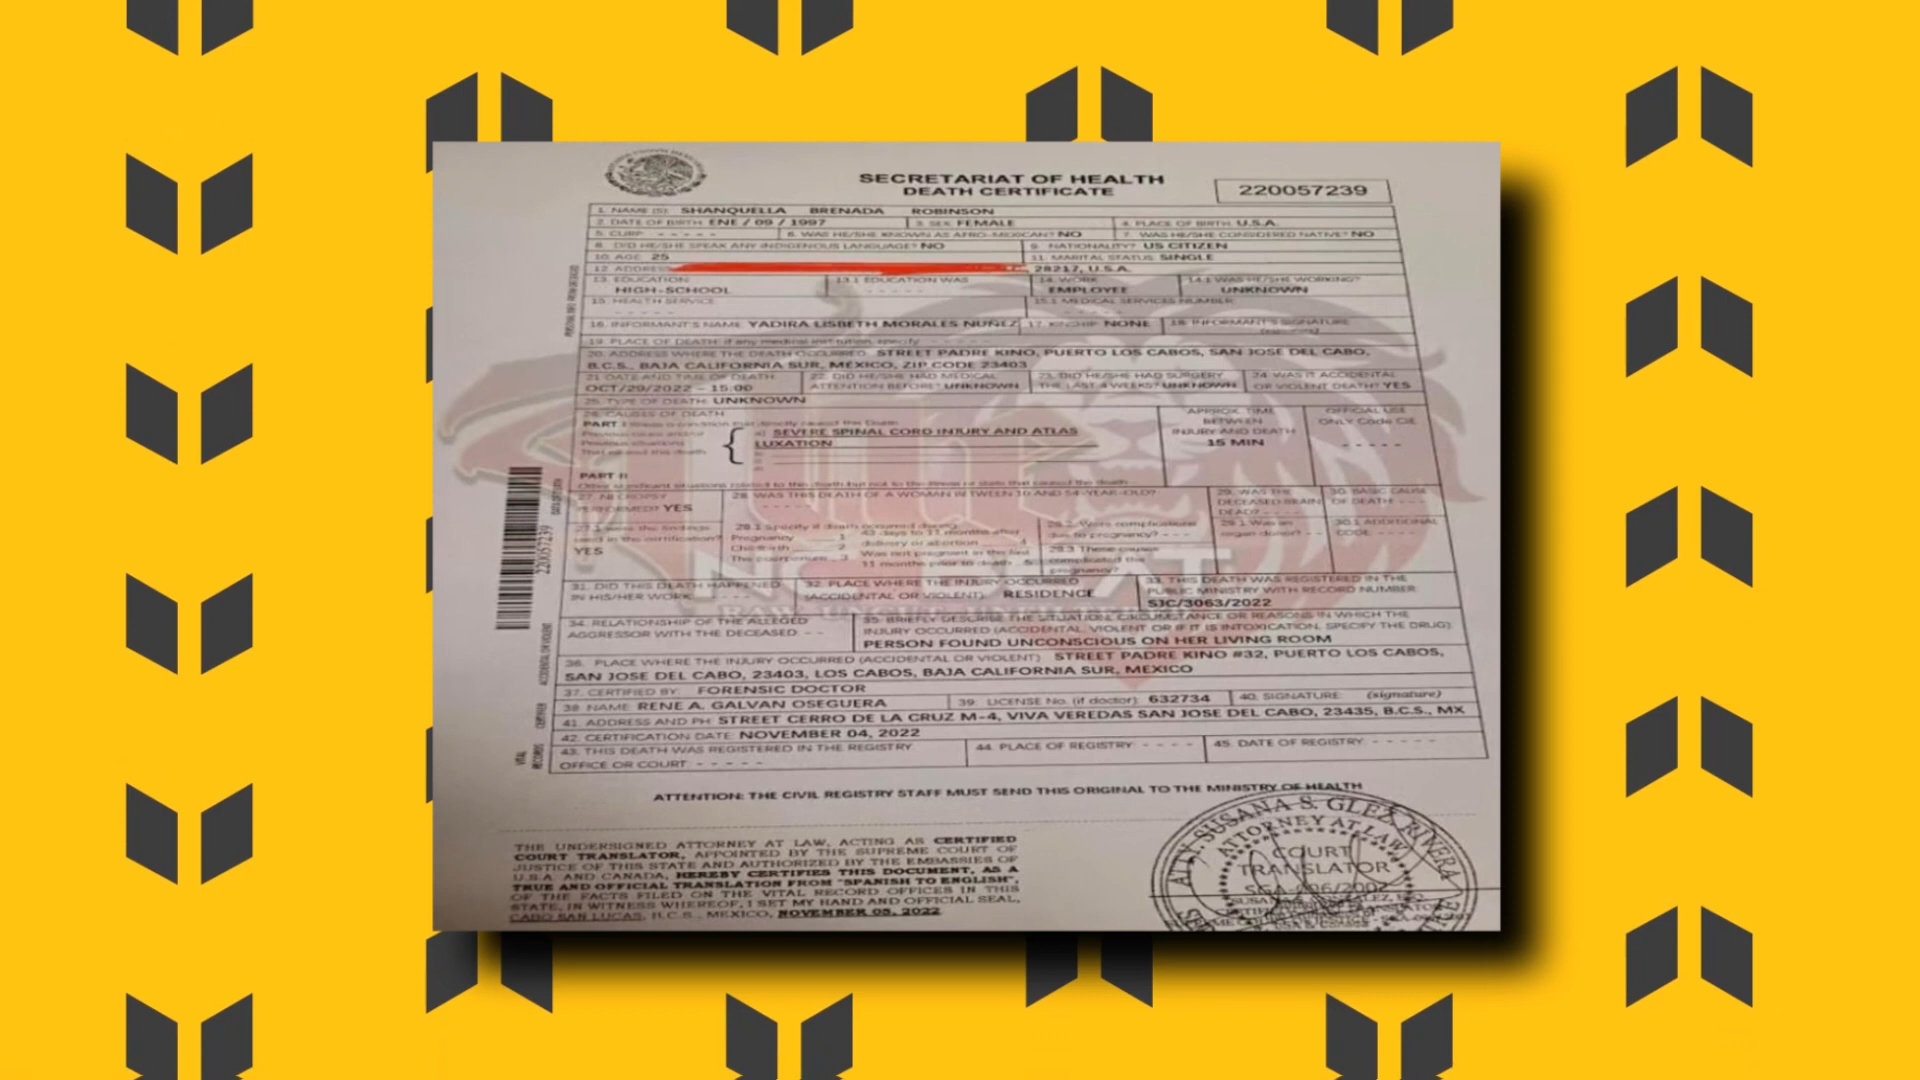 SECRETARIAT OF HEALTH
DEATH CERTIFICATE
220057239
1. NAME (S): SHANQUELLA BRENADA ROBINSON
2. DATE OF BIRTH: ENE / 09 / 1997 3. SEX: FEMALE 4. PLACE OF BIRTH: U.S.A.
5. CURP: - - - - - 6. WAS HE/SHE KNOWN AS AFRO-MEXICAN? NO 7. WAS HE/SHE CONSIDERED NATIVE? NO
8. DID HE/SHE SPEAK ANY INDIGENOUS LANGUAGE? NO 9. NATIONALITY? US CITIZEN
10. AGE: 25 11. MARITAL STATUS: SINGLE
12. ADDRESS 28217, U.S.A.
13. EDUCATION: 13.1 EDUCATION WAS 14. WORK 14.1 WAS HE/SHE WORKING?
HIGH-SCHOOL - - - - - EMPLOYEE UNKNOWN
15. HEALTH SERVICE: 15.1 MEDICAL SERVICES NUMBER:
16. INFORMANT'S NAME: YADIRA LISBETH MORALES NUÑEZ 17. KINSHIP: NONE 18. INFORMANT'S SIGNATURE
19. PLACE OF DEATH: if any medical institution, specify
20. ADDRESS WHERE THE DEATH OCCURRED: STREET PADRE KINO, PUERTO LOS CABOS, SAN JOSE DEL CABO,
B.C.S., BAJA CALIFORNIA SUR, MEXICO, ZIP CODE 23403
21. DATE AND TIME OF DEATH 22. DID HE/SHE HAD MEDICAL 23. DID HE/SHE HAD SURGERY 24. WAS IT ACCIDENTAL
OCT/29/2022 - 15:00 ATTENTION BEFORE? UNKNOWN THE LAST 4 WEEKS? UNKNOWN OR VIOLENT DEATH? YES
25. TYPE OF DEATH: UNKNOWN
26. CAUSES OF DEATH APPROX. TIME OFFICIAL USE
PART I BETWEEN ONLY Code CIE
a) SEVERE SPINAL CORD INJURY AND ATLAS INJURY AND DEATH
LUXATION 15 MIN - - - - -
PART II
27. NECROPSY 28. WAS THIS DEATH OF A WOMAN BETWEEN 10 AND 54-YEAR-OLD? 29. WAS THE 30. BASIC CAUSE
PERFORMED? YES DECEASED BRAIN OF DEATH: - - -
DEAD? - - -
28.1 Specify if death occurred during: 28.2. Were complications 29.1 Was an 30.1 ADDITIONAL
used in the certification? Pregnancy 1 43 days to 11 months after due to pregnancy? - - - organ donor? - - CODE - - - -
YES Childbirth 2 delivery or abortion 4 28.3 These causes
The puerperium 3 Was not pregnant in the last complicated the
11 months prior to death 5 pregnancy?
31. DID THIS DEATH HAPPENED 32. PLACE WHERE THE INJURY OCCURRED 33. THIS DEATH WAS REGISTERED IN THE
IN HIS/HER WORK: - - - - (ACCIDENTAL OR VIOLENT): RESIDENCE PUBLIC MINISTRY WITH RECORD NUMBER:
SJC/3063/2022
34. RELATIONSHIP OF THE ALLEGED 35. BRIEFLY DESCRIBE THE SITUATION, CIRCUMSTANCE OR REASONS IN WHICH THE
AGGRESSOR WITH THE DECEASED: - - INJURY OCCURRED (ACCIDENTAL, VIOLENT OR IF IT IS INTOXICATION, SPECIFY THE DRUG):
PERSON FOUND UNCONSCIOUS ON HER LIVING ROOM
36. PLACE WHERE THE INJURY OCCURRED (ACCIDENTAL OR VIOLENT) STREET PADRE KINO #32, PUERTO LOS CABOS,
SAN JOSE DEL CABO, 23403, LOS CABOS, BAJA CALIFORNIA SUR, MEXICO
37. CERTIFIED BY: FORENSIC DOCTOR
38. NAME: RENE A. GALVAN OSEGUERA 39. LICENSE No. (if doctor) 632734 40. SIGNATURE: (signature)
41. ADDRESS AND PH: STREET CERRO DE LA CRUZ M-4, VIVA VEREDAS SAN JOSE DEL CABO, 23435, B.C.S., MX
42. CERTIFICATION DATE: NOVEMBER 04, 2022
43. THIS DEATH WAS REGISTERED IN THE REGISTRY 44. PLACE OF REGISTRY: - - - - 45. DATE OF REGISTRY: - - - - -
OFFICE OR COURT: - - - - -
220057239
ACCIDENTAL OR VIOLENT
CERTIFIER
VITAL RECORDS
RAW UNCUT UNFILTERED
ATTENTION: THE CIVIL REGISTRY STAFF MUST SEND THIS ORIGINAL TO THE MINISTRY OF HEALTH
THE UNDERSIGNED ATTORNEY AT LAW, ACTING AS CERTIFIED
COURT TRANSLATOR, APPOINTED BY THE SUPREME COURT OF
JUSTICE OF THIS STATE AND AUTHORIZED BY THE EMBASSIES OF
U.S.A. AND CANADA, HEREBY CERTIFIES THIS DOCUMENT, AS A
TRUE AND OFFICIAL TRANSLATION FROM "SPANISH TO ENGLISH",
OF THE FACTS FILED ON THE VITAL RECORD OFFICES IN THIS
STATE, IN WITNESS WHEREOF, I SET MY HAND AND OFFICIAL SEAL,
CABO SAN LUCAS, B.C.S., MEXICO, NOVEMBER 05, 2022
ATTY. SUSANA S. GLEZ RIVERA
ATTORNEY AT LAW
COURT
TRANSLATOR